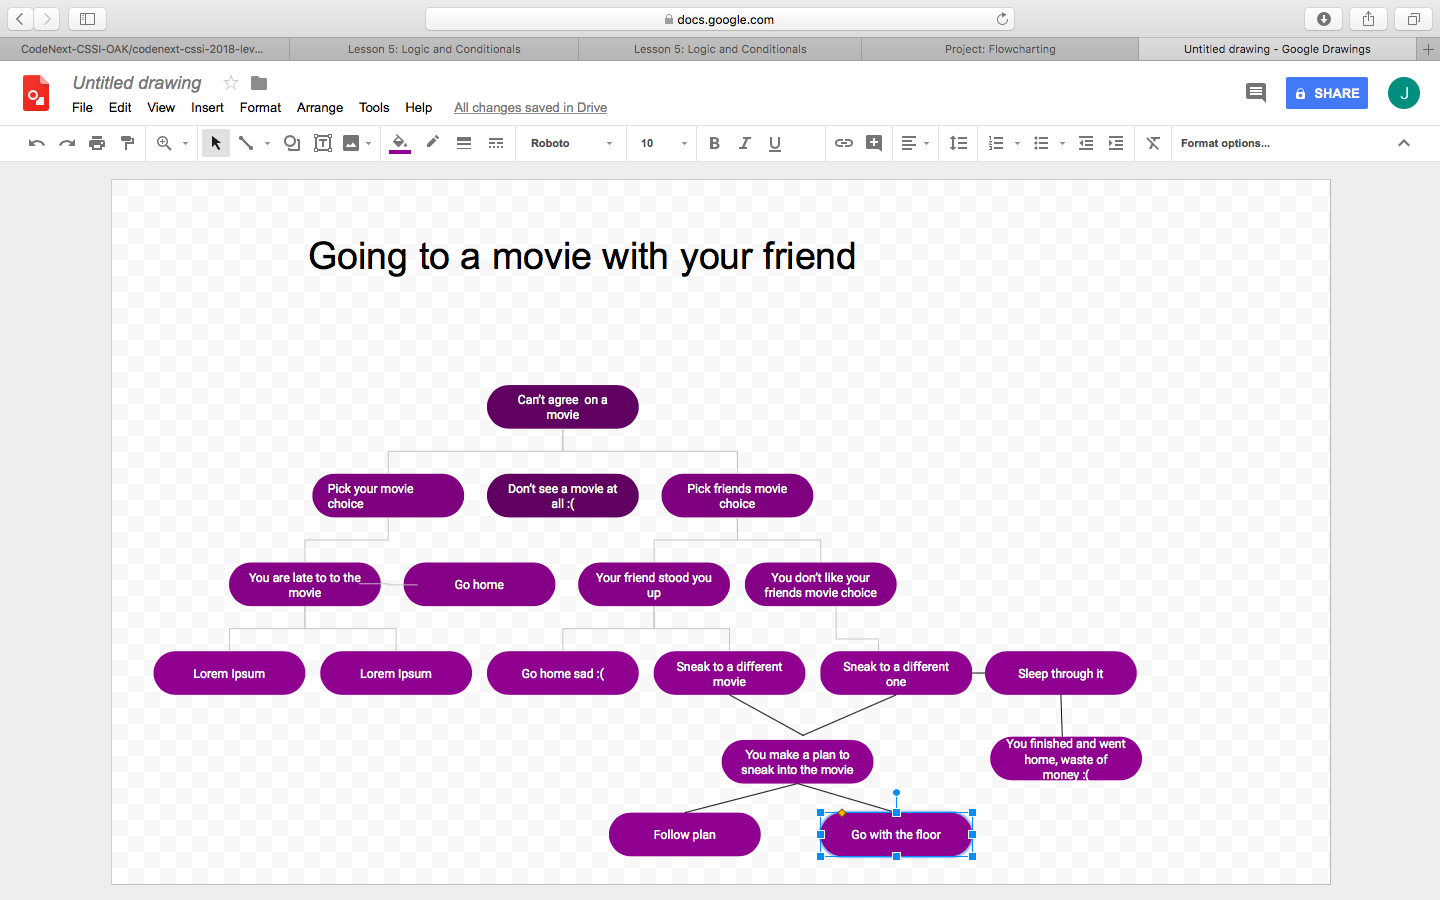 docs.google.com
CodeNext-CSSI-OAK/codenext-cssi-2018-lev...
Lesson 5: Logic and Conditionals
Lesson 5: Logic and Conditionals
Project: Flowcharting
Untitled drawing - Google Drawings
Untitled drawing
File Edit View Insert Format Arrange Tools Help All changes saved in Drive
SHARE
J
Roboto 10 B I U Format options...
Going to a movie with your friend
Can't agree on a
movie
Pick your movie
choice
Don't see a movie at
all :(
Pick friends movie
choice
You are late to to the
movie
Go home
Your friend stood you
up
You don't like your
friends movie choice
Lorem Ipsum
Lorem Ipsum
Go home sad :(
Sneak to a different
movie
Sneak to a different
one
Sleep through it
You make a plan to
sneak into the movie
You finished and went
home, waste of
money :(
Follow plan
Go with the floor